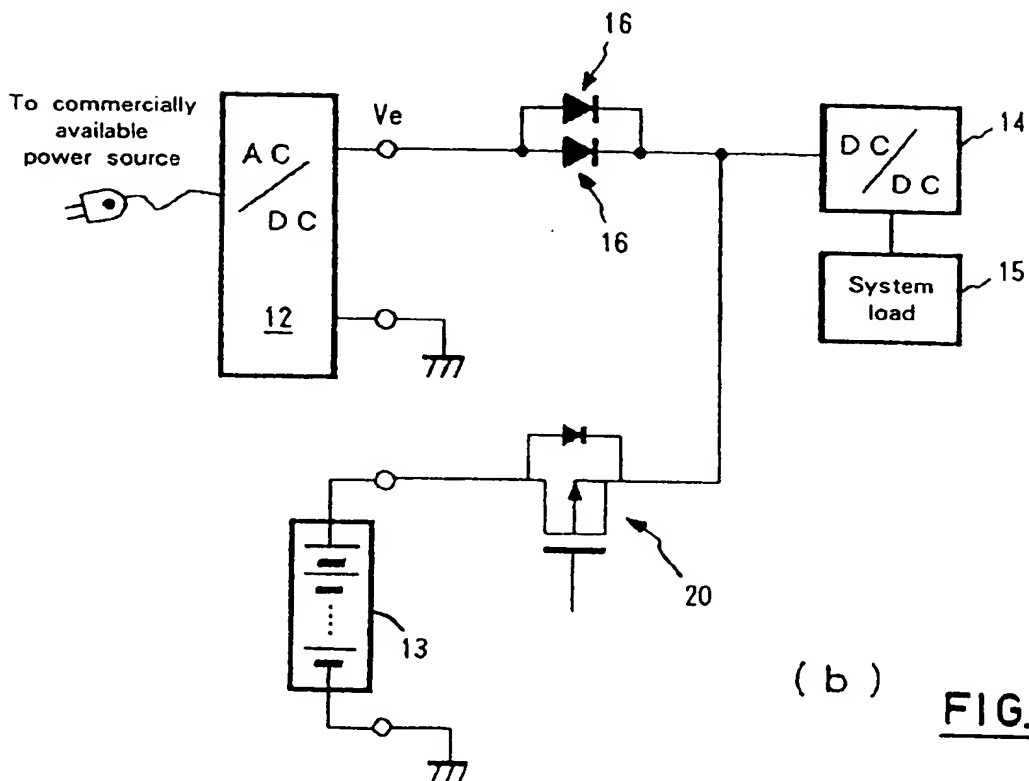 16
To commercially
available
power source
Ve
AC
/
DC
12
16
DC
/
DC
14
System
load
15
20
13
(b)
FIG.